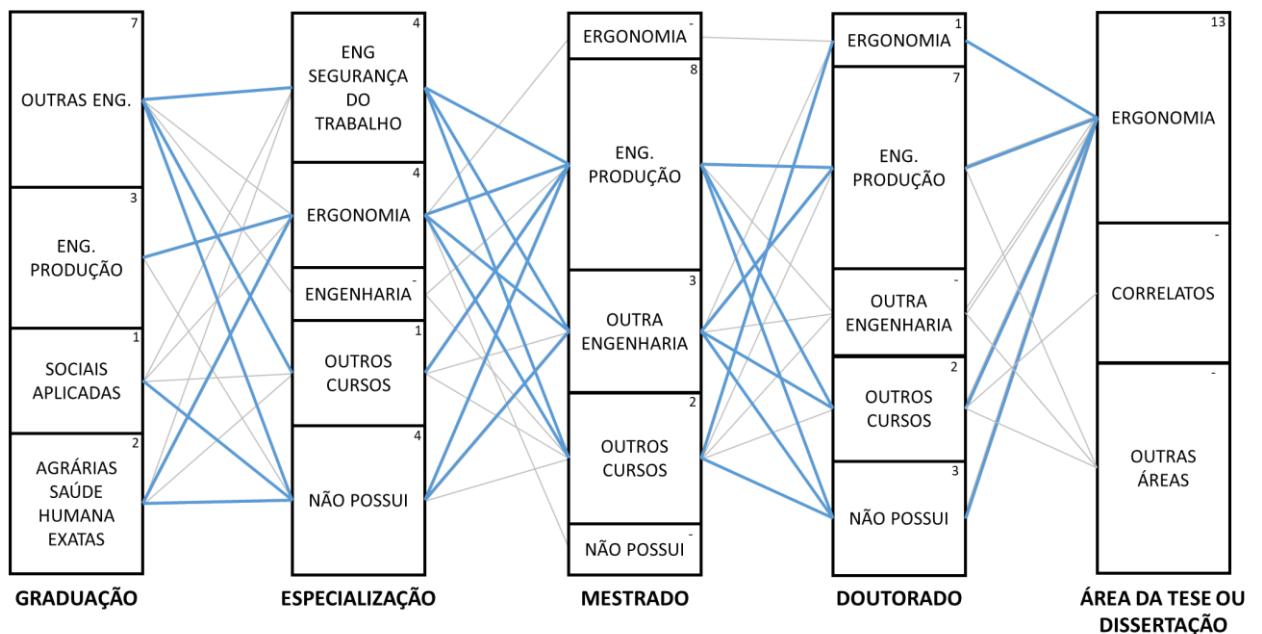 7
OUTRAS ENG.
3
ENG.
PRODUÇÃO
1
SOCIAIS
APLICADAS
2
AGRÁRIAS
SAÚDE
HUMANA
EXATAS
GRADUAÇÃO
4
ENG
SEGURANÇA
DO
TRABALHO
4
ERGONOMIA
-
ENGENHARIA
1
OUTROS
CURSOS
4
NÃO POSSUI
ESPECIALIZAÇÃO
-
ERGONOMIA
8
ENG.
PRODUÇÃO
3
OUTRA
ENGENHARIA
2
OUTROS
CURSOS
-
NÃO POSSUI
MESTRADO
1
ERGONOMIA
7
ENG.
PRODUÇÃO
-
OUTRA
ENGENHARIA
2
OUTROS
CURSOS
3
NÃO POSSUI
DOUTORADO
13
ERGONOMIA
-
CORRELATOS
-
OUTRAS
ÁREAS
ÁREA DA TESE OU
DISSERTAÇÃO